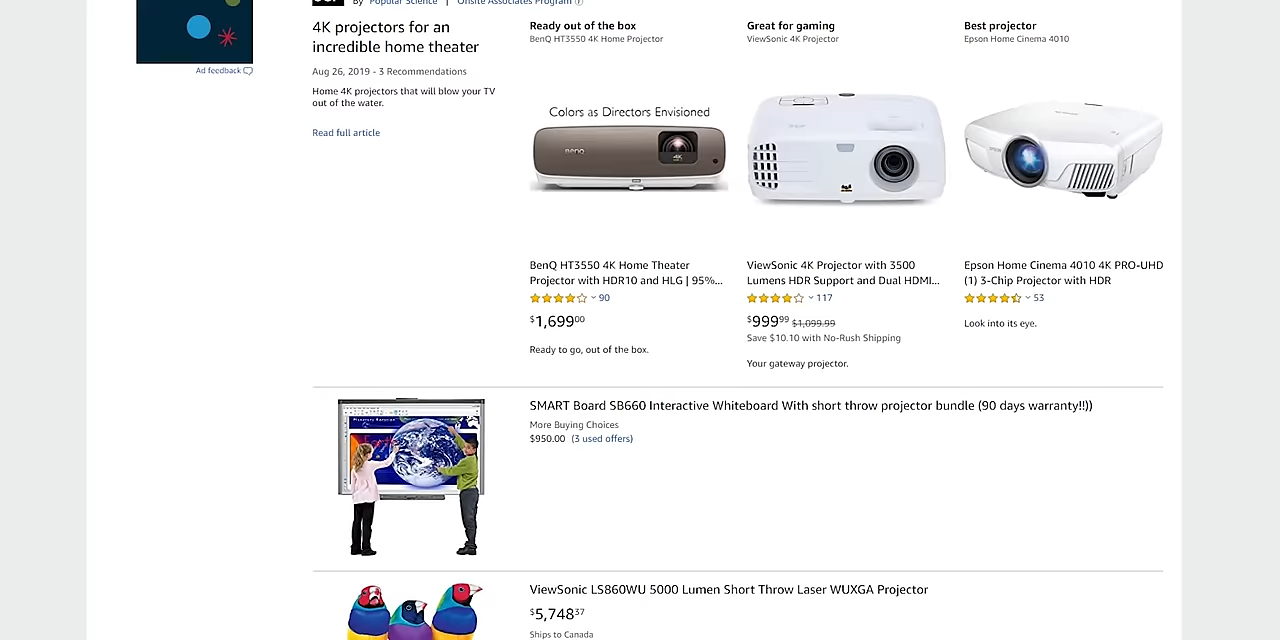 By Popular Science | Onsite Associates Program
Ad feedback
4K projectors for an
incredible home theater
Aug 26, 2019 - 3 Recommendations
Home 4K projectors that will blow your TV
out of the water.
Read full article
Ready out of the box
BenQ HT3550 4K Home Projector
Colors as Directors Envisioned
BenQ
4K
BenQ HT3550 4K Home Theater
Projector with HDR10 and HLG | 95%...
90
$1,69900
Ready to go, out of the box.
Great for gaming
ViewSonic 4K Projector
ViewSonic 4K Projector with 3500
Lumens HDR Support and Dual HDMI...
117
$99999 $1,099.99
Save $10.10 with No-Rush Shipping
Your gateway projector.
Best projector
Epson Home Cinema 4010
Epson Home Cinema 4010 4K PRO-UHD
(1) 3-Chip Projector with HDR
53
Look into its eye.
SMART Board SB660 Interactive Whiteboard With short throw projector bundle (90 days warranty!!))
More Buying Choices
$950.00 (3 used offers)
ViewSonic LS860WU 5000 Lumen Short Throw Laser WUXGA Projector
$5,74837
Ships to Canada